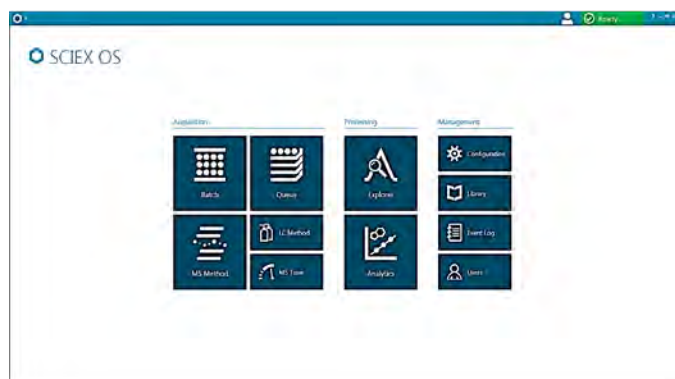 Ready
SCIEX OS
Acquisition
Processing
Management
Batch
Queue
Explorer
Configuration
Library
MS Method
LC Method
MS Tune
Analytics
Event Log
Users